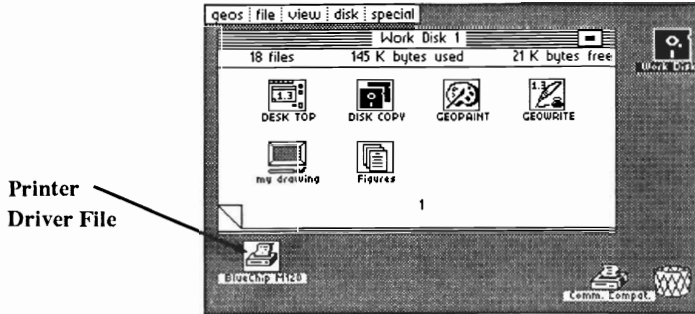 geos file view disk special
Work Disk 1
18 files 145 K bytes used 21 K bytes free
Work Disk
DESK TOP DISK COPY GEOPAINT GEOWRITE
my drawing Figures
1
Printer
Driver File
BlueChip M120
Comm. Compat.